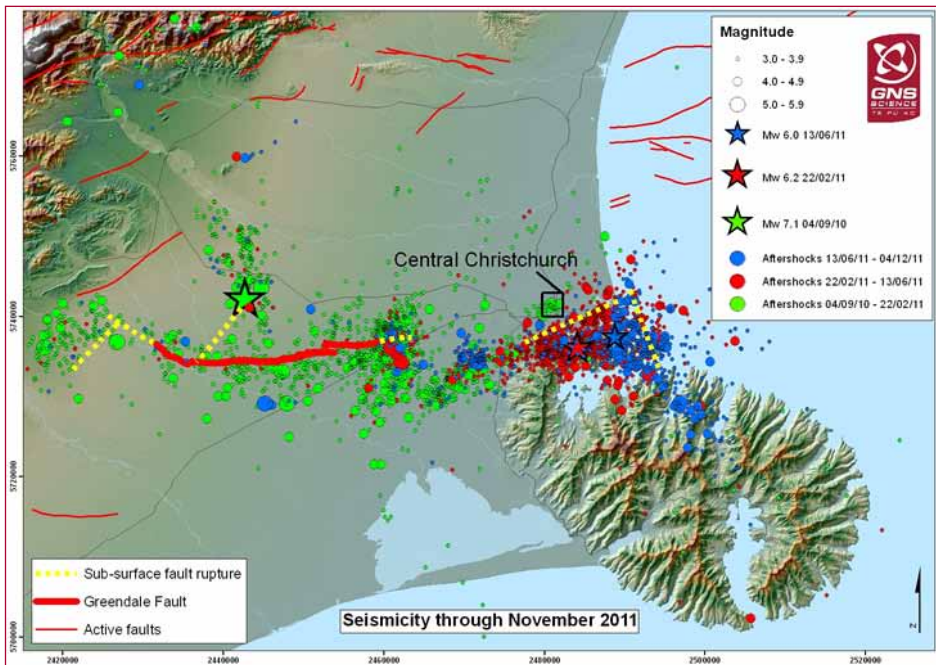 Magnitude
3.0 - 3.9
4.0 - 4.9
5.0 - 5.9
Mw 6.0 13/06/11
Mw 6.2 22/02/11
Mw 7.1 04/09/10
Aftershocks 13/06/11 - 04/12/11
Aftershocks 22/02/11 - 13/06/11
Aftershocks 04/09/10 - 22/02/11
GNS
SCIENCE
TE PU AO
Central Christchurch
5760000
5740000
5720000
5700000
Sub-surface fault rupture
Greendale Fault
Active faults
Seismicity through November 2011
N
2420000
2440000
2460000
2480000
2500000
2520000